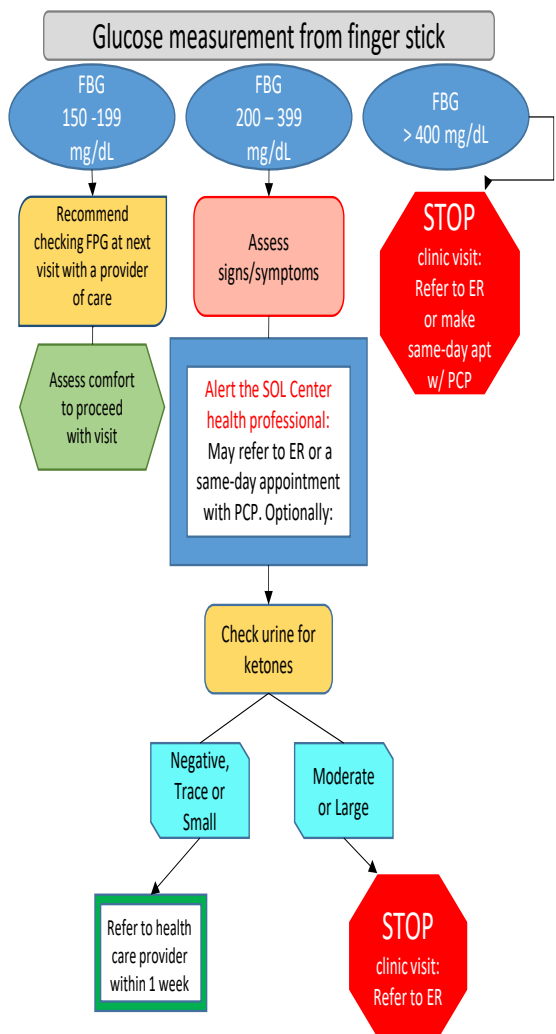 Glucose measurement from finger stick
FBG
150 -199
mg/dL
FBG
200 – 399
mg/dL
FBG
> 400 mg/dL
Recommend
checking FPG at next
visit with a provider
of care
Assess
signs/symptoms
STOP
clinic visit:
Refer to ER
or make
same-day apt
w/ PCP
Assess comfort
to proceed
with visit
Alert the SOL Center
health professional:
May refer to ER or a
same-day appointment
with PCP. Optionally:
Check urine for
ketones
Negative,
Trace or
Small
Moderate
or Large
Refer to health
care provider
within 1 week
STOP
clinic visit:
Refer to ER